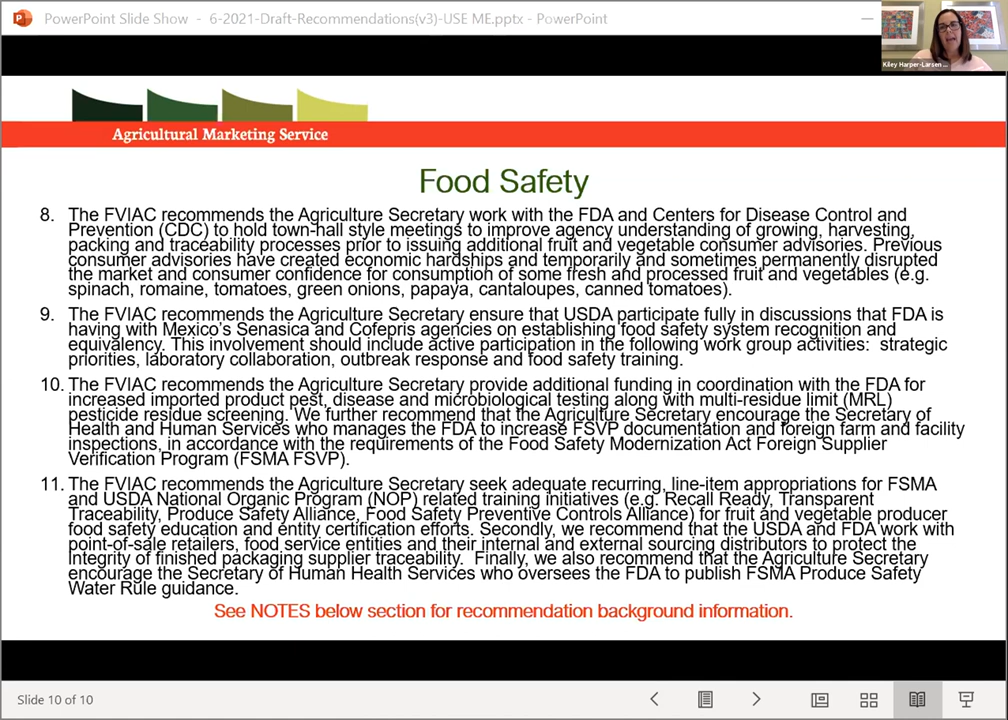 PowerPoint Slide Show - 6-2021-Draft-Recommendations(v3)-USE ME.pptx - PowerPoint
Kiley Harper-Larsen ...
Agricultural Marketing Service
Food Safety
8. The FVIAC recommends the Agriculture Secretary work with the FDA and Centers for Disease Control and
Prevention (CDC) to hold town-hall style meetings to improve agency understanding of growing, harvesting,
packing and traceability processes prior to issuing additional fruit and vegetable consumer advisories. Previous
consumer advisories have created economic hardships and temporarily and sometimes permanently disrupted
the market and consumer confidence for consumption of some fresh and processed fruit and vegetables (e.g.
spinach, romaine, tomatoes, green onions, papaya, cantaloupes, canned tomatoes).
9. The FVIAC recommends the Agriculture Secretary ensure that USDA participate fully in discussions that FDA is
having with Mexico's Senasica and Cofepris agencies on establishing food safety system recognition and
equivalency. This involvement should include active participation in the following work group activities: strategic
priorities, laboratory collaboration, outbreak response and food safety training.
10. The FVIAC recommends the Agriculture Secretary provide additional funding in coordination with the FDA for
increased imported product pest, disease and microbiological testing along with multi-residue limit (MRL)
pesticide residue screening. We further recommend that the Agriculture Secretary encourage the Secretary of
Health and Human Services who manages the FDA to increase FSVP documentation and foreign farm and facility
inspections, in accordance with the requirements of the Food Safety Modernization Act Foreign Supplier
Verification Program (FSMA FSVP).
11. The FVIAC recommends the Agriculture Secretary seek adequate recurring, line-item appropriations for FSMA
and USDA National Organic Program (NOP) related training initiatives (e.g. Recall Ready, Transparent
Traceability, Produce Safety Alliance, Food Safety Preventive Controls Alliance) for fruit and vegetable producer
food safety education and entity certification efforts. Secondly, we recommend that the USDA and FDA work with
point-of-sale retailers, food service entities and their internal and external sourcing distributors to protect the
Integrity of finished packaging supplier traceability. Finally, we also recommend that the Agriculture Secretary
encourage the Secretary of Human Health Services who oversees the FDA to publish FSMA Produce Safety
Water Rule guidance.
See NOTES below section for recommendation background information.
Slide 10 of 10